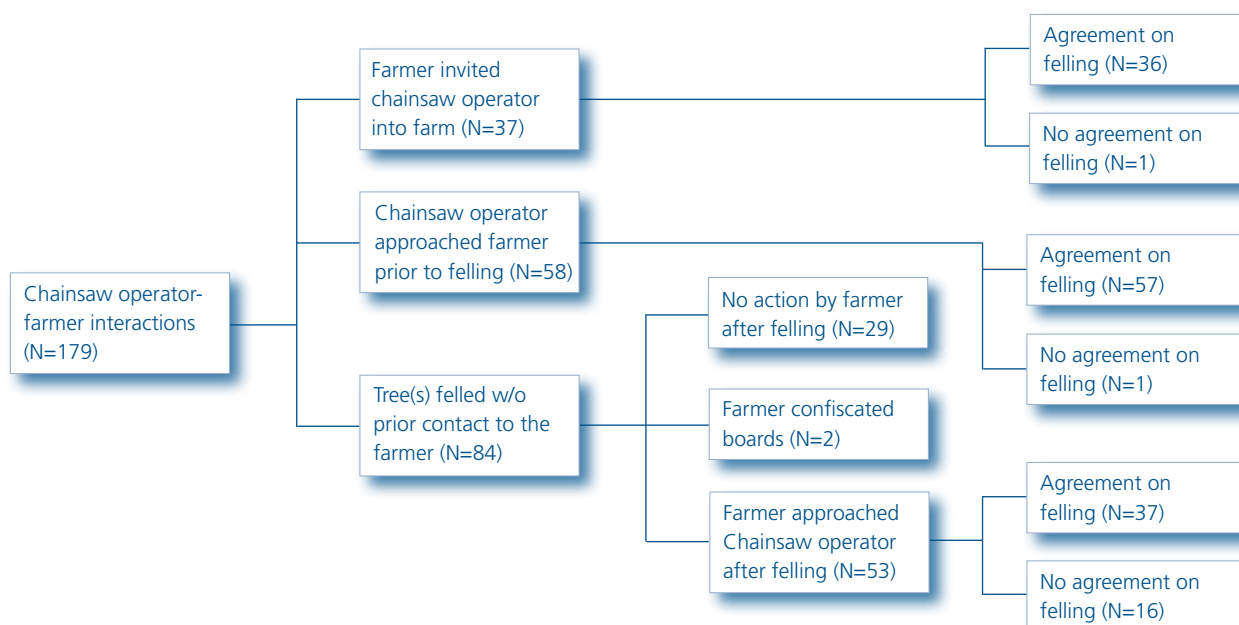 Chainsaw operator-
farmer interactions
(N=179)
Farmer invited
chainsaw operator
into farm (N=37)
Agreement on
felling (N=36)
No agreement on
felling (N=1)
Chainsaw operator
approached farmer
prior to felling (N=58)
Agreement on
felling (N=57)
No agreement on
felling (N=1)
Tree(s) felled w/o
prior contact to the
farmer (N=84)
No action by farmer
after felling (N=29)
Farmer confiscated
boards (N=2)
Farmer approached
Chainsaw operator
after felling (N=53)
Agreement on
felling (N=37)
No agreement on
felling (N=16)